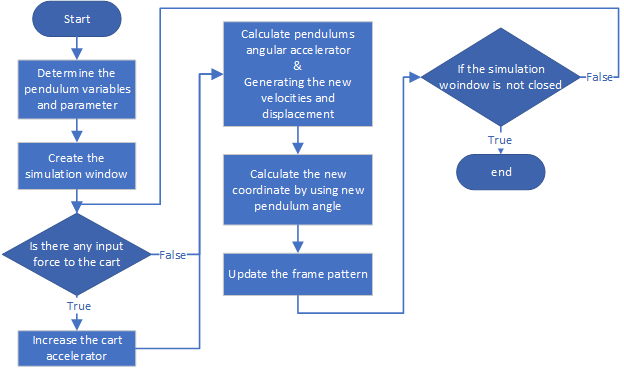 Start
Determine the
pendulum variables
and parameter
Create the
simulation window
Is there any input
force to the cart
False
True
Increase the cart
accelerator
Calculate pendulums
angular accelerator
&
Generating the new
velocities and
displacement
Calculate the new
coordinate by using new
pendulum angle
Update the frame pattern
If the simulation
woindow is not closed
False
True
end